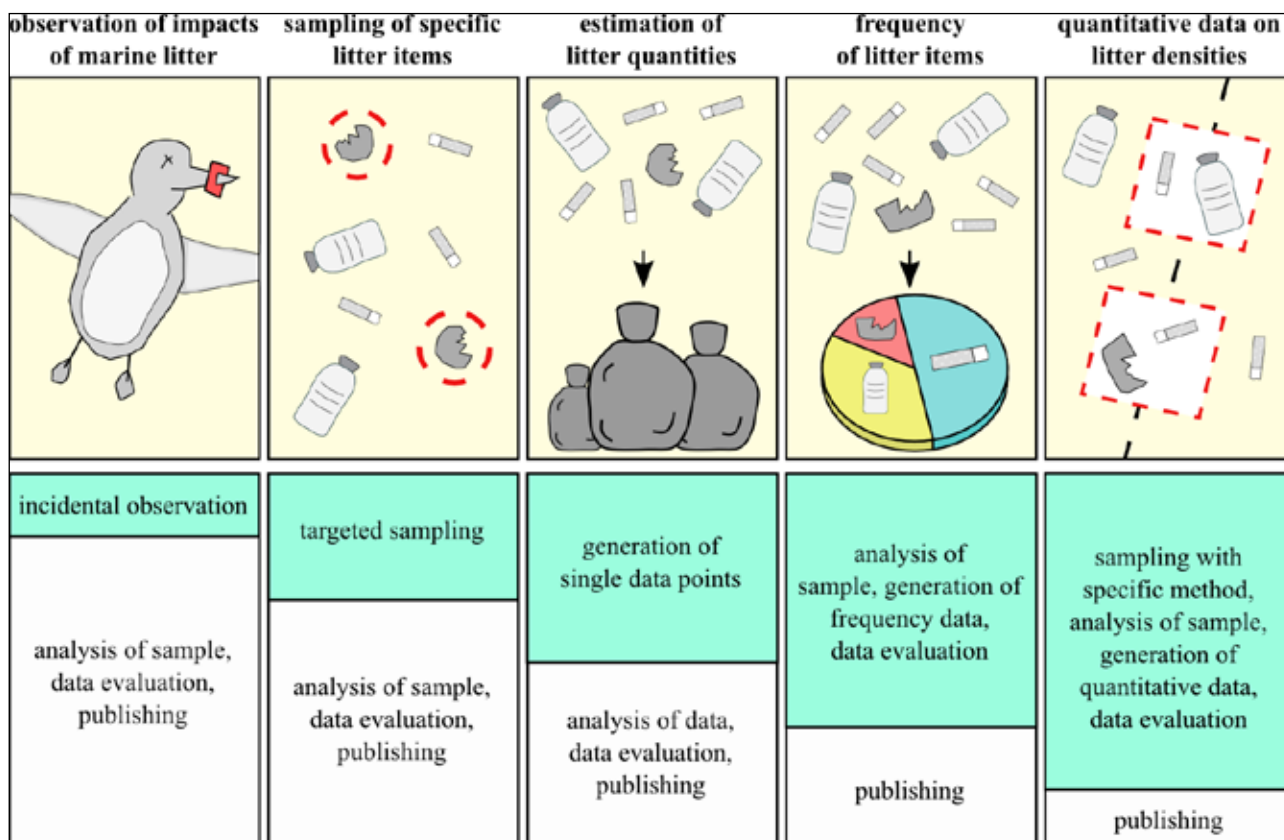 observation of impacts
of marine litter
sampling of specific
litter items
estimation of
litter quantities
frequency
of litter items
quantitative data on
litter densities
incidental observation
analysis of sample,
data evaluation,
publishing
targeted sampling
analysis of sample,
data evaluation,
publishing
generation of
single data points
analysis of data,
data evaluation,
publishing
analysis of
sample, generation of
frequency data,
data evaluation
publishing
sampling with
specific method,
analysis of sample,
generation of
quantitative data,
data evaluation
publishing